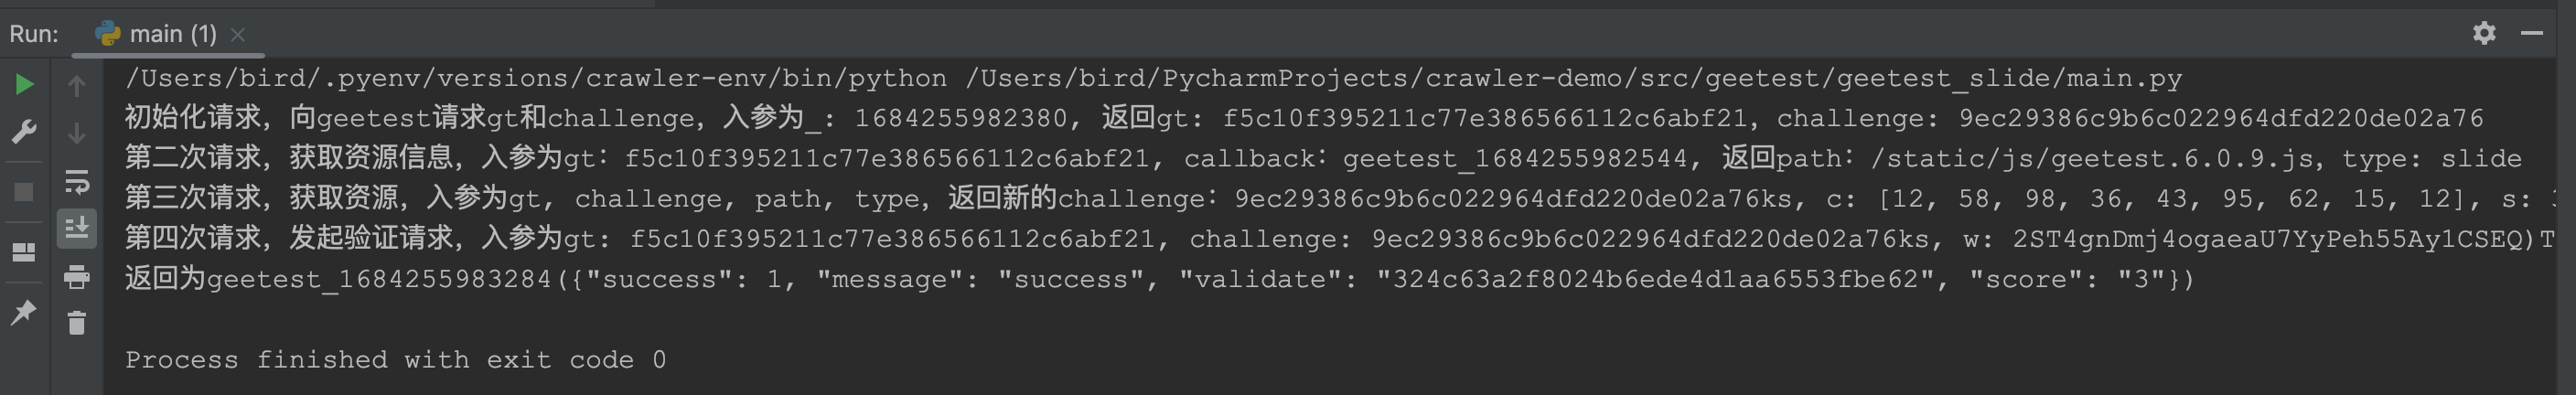 Run: main (1)
/Users/bird/.pyenv/versions/crawler-env/bin/python /Users/bird/PycharmProjects/crawler-demo/src/geetest/geetest_slide/main.py
初始化请求，向geetest请求gt和challenge，入参为_: 1684255982380, 返回gt: f5c10f395211c77e386566112c6abf21，challenge: 9ec29386c9b6c022964dfd220de02a76
第二次请求，获取资源信息，入参为gt：f5c10f395211c77e386566112c6abf21, callback：geetest_1684255982544, 返回path：/static/js/geetest.6.0.9.js，type: slide
第三次请求，获取资源，入参为gt, challenge, path, type，返回新的challenge：9ec29386c9b6c022964dfd220de02a76ks, c: [12, 58, 98, 36, 43, 95, 62, 15, 12], s:
第四次请求，发起验证请求，入参为gt: f5c10f395211c77e386566112c6abf21, challenge: 9ec29386c9b6c022964dfd220de02a76ks, w: 2ST4gnDmj4ogaeaU7YyPeh55Ay1CSEQ)T
返回为geetest_1684255983284({"success": 1, "message": "success", "validate": "324c63a2f8024b6ede4d1aa6553fbe62", "score": "3"})
Process finished with exit code 0